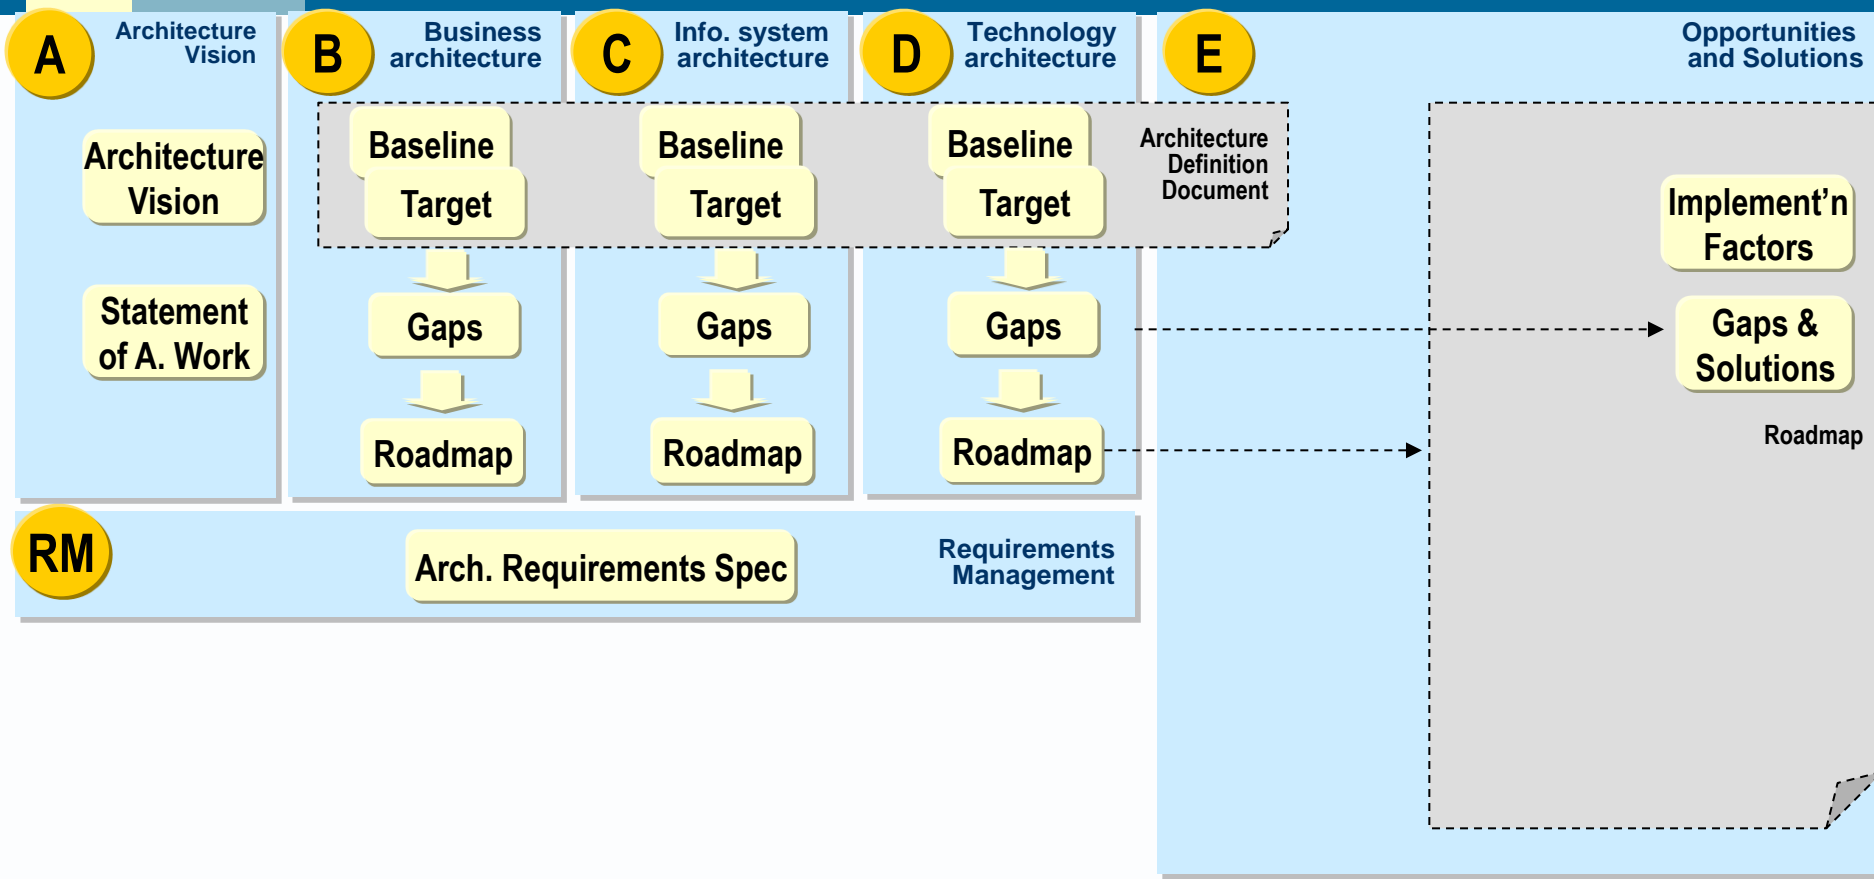 A
Architecture
Vision
Architecture
Vision
Statement
of A. Work
B
Business
architecture
Baseline
Target
Gaps
Roadmap
C
Info. system
architecture
Baseline
Target
Gaps
Roadmap
D
Technology
architecture
Baseline
Target
Gaps
Roadmap
Architecture
Definition
Document
E
Opportunities
and Solutions
Implement’n
Factors
Gaps &
Solutions
Roadmap
RM
Arch. Requirements Spec
Requirements
Management